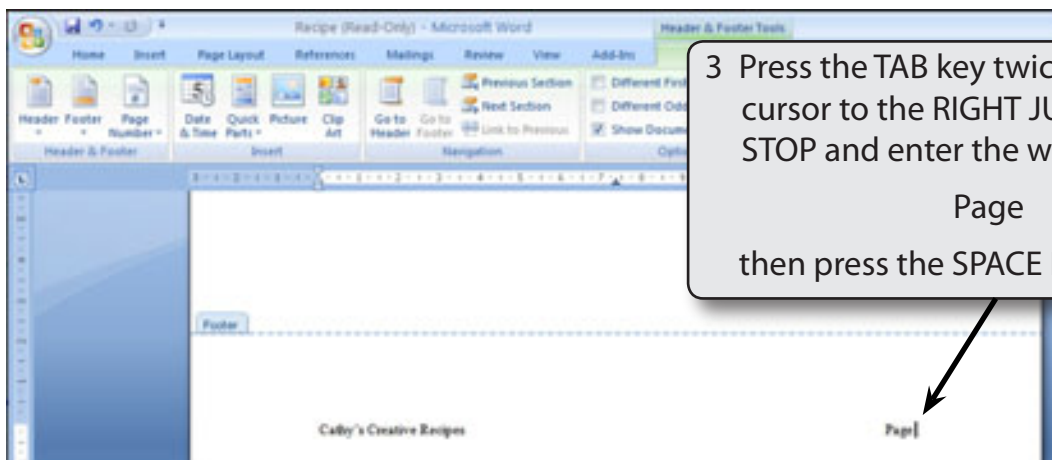 Recipe (Read-Only) - Microsoft Word
Header & Footer Tools
Home Insert Page Layout References Mailings Review View Add-Ins
Header Footer Page Number
Date & Time Quick Parts Picture Clip Art
Go to Header Go to Footer
Previous Section
Next Section
Link to Previous
Different First
Different Odd
Show Docume
Header & Footer Insert Navigation Optio
3 Press the TAB key twic
cursor to the RIGHT JU
STOP and enter the w
Page
then press the SPACE
Footer
Cathy's Creative Recipes Page